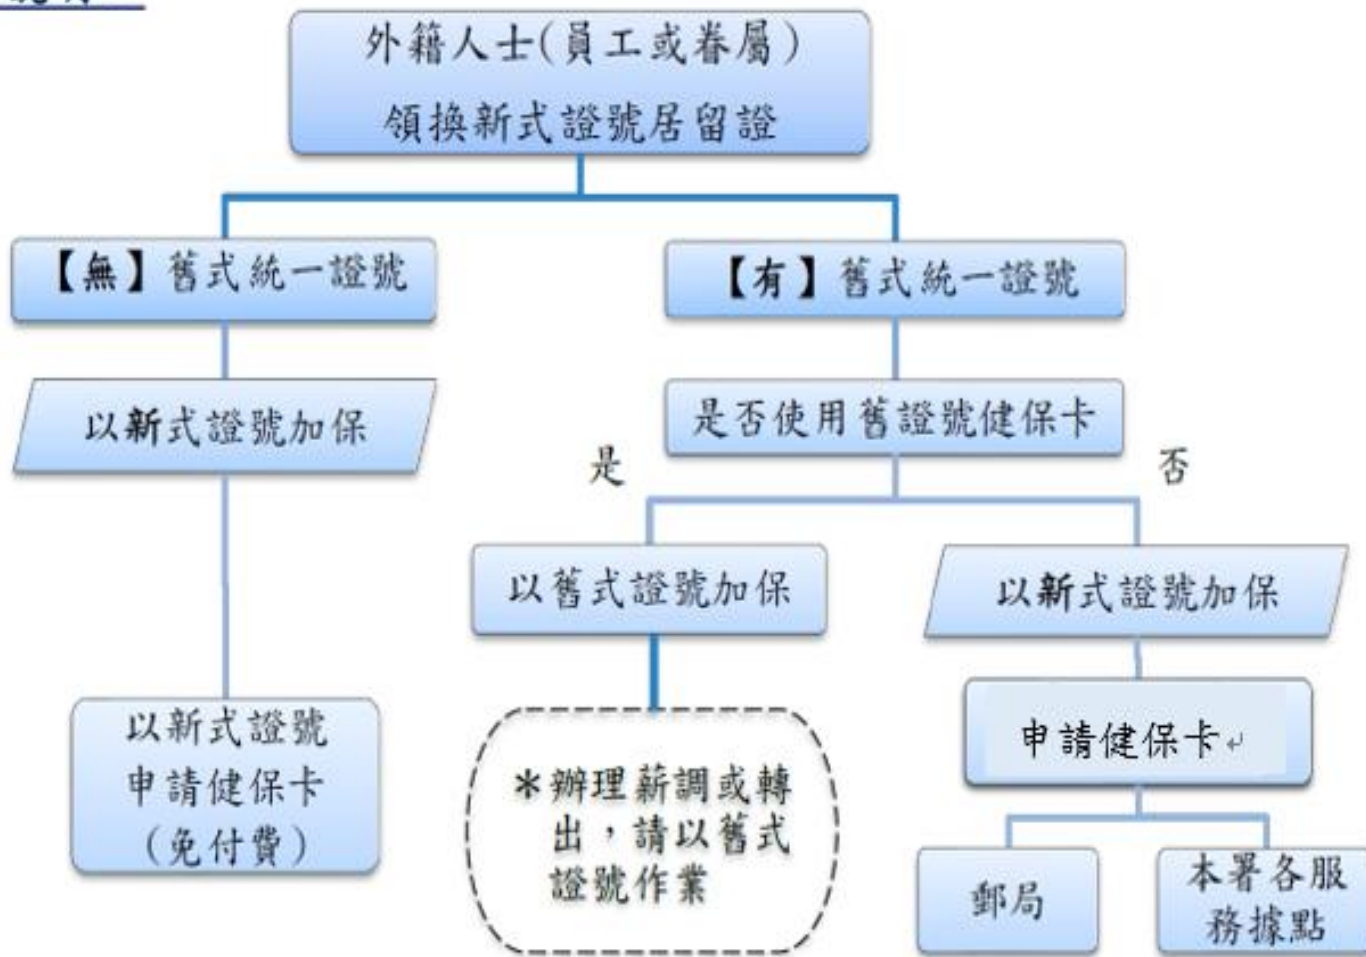 外籍人士(員工或眷屬)
領換新式證號居留證
【無】舊式統一證號
【有】舊式統一證號
以新式證號加保
是否使用舊證號健保卡
是
否
以舊式證號加保
以新式證號加保
以新式證號
申請健保卡
(免付費)
*辦理薪調或轉
出，請以舊式
證號作業
申請健保卡↵
郵局
本署各服
務據點